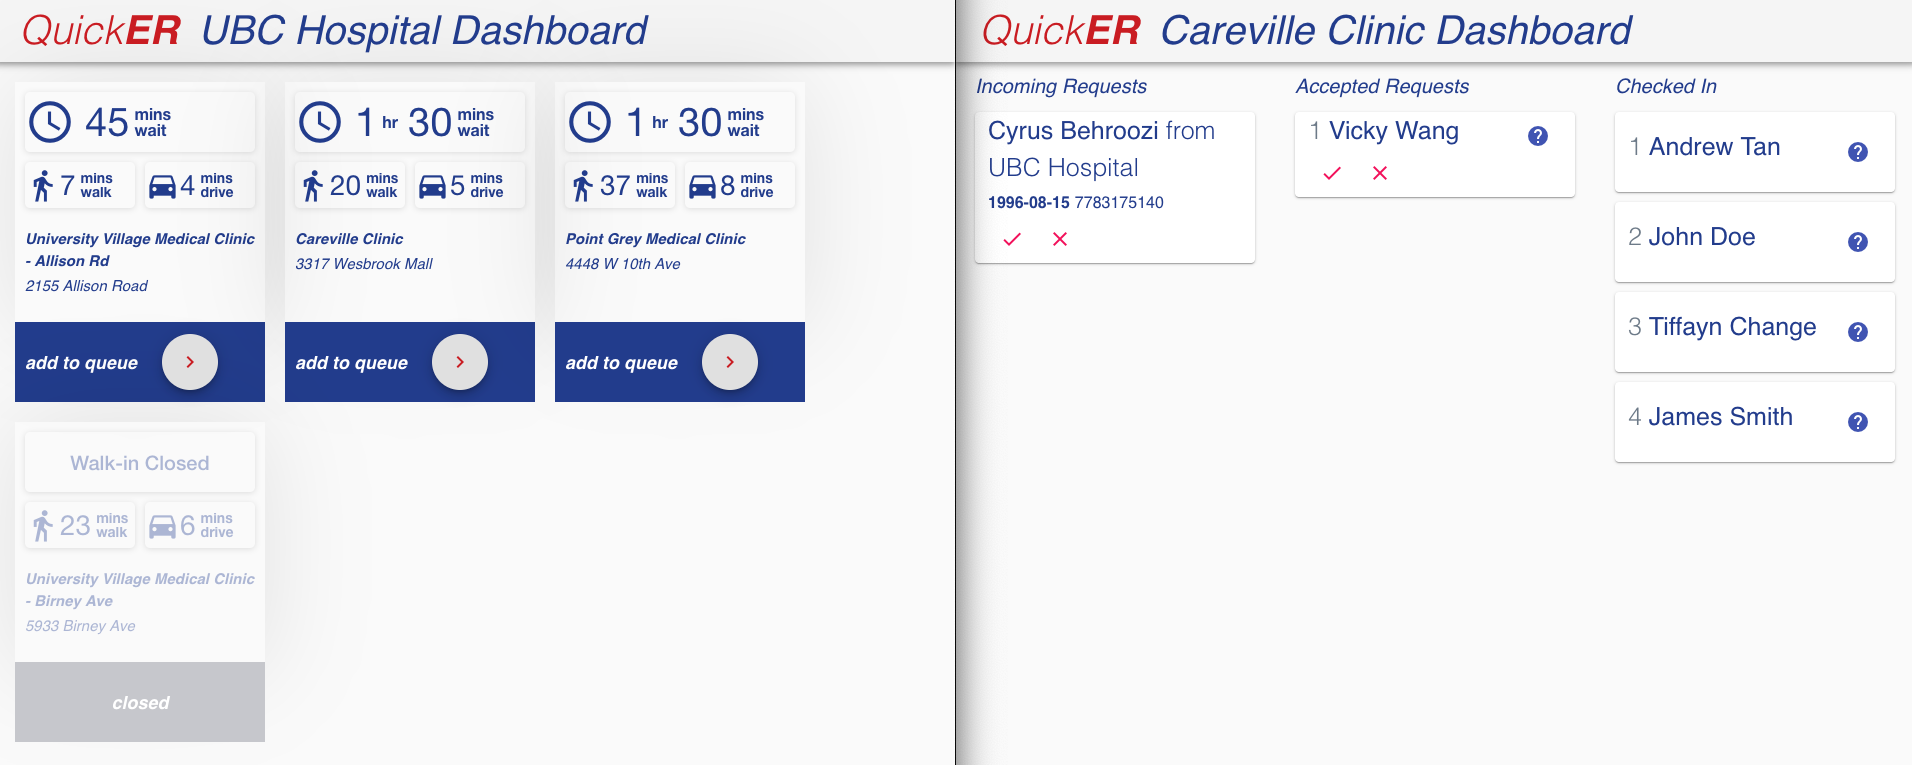 QuickER UBC Hospital Dashboard
45 mins wait
7 mins walk
4 mins drive
University Village Medical Clinic
- Allison Rd
2155 Allison Road
add to queue
1 hr 30 mins wait
20 mins walk
5 mins drive
Careville Clinic
3317 Wesbrook Mall
add to queue
1 hr 30 mins wait
37 mins walk
8 mins drive
Point Grey Medical Clinic
4448 W 10th Ave
add to queue
Walk-in Closed
23 mins walk
6 mins drive
University Village Medical Clinic
- Birney Ave
5933 Birney Ave
closed
QuickER Careville Clinic Dashboard
Incoming Requests
Cyrus Behroozi from
UBC Hospital
1996-08-15 7783175140
Accepted Requests
1 Vicky Wang
Checked In
1 Andrew Tan
2 John Doe
3 Tiffayn Change
4 James Smith